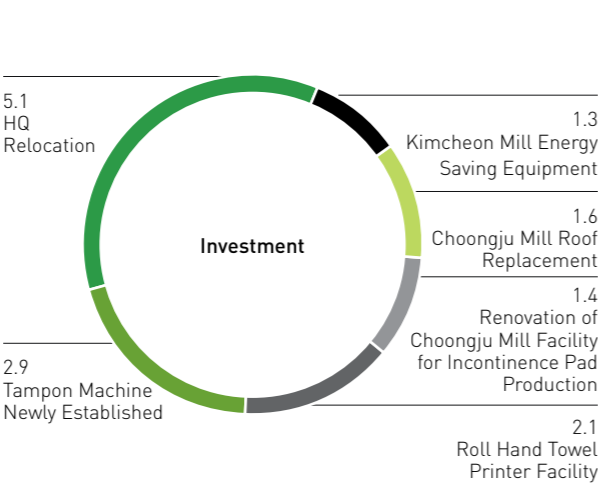 5.1
HQ
Relocation
1.3
Kimcheon Mill Energy
Saving Equipment
1.6
Choongju Mill Roof
Replacement
Investment
1.4
Renovation of
Choongju Mill Facility
for Incontinence Pad
Production
2.9
Tampon Machine
Newly Established
2.1
Roll Hand Towel
Printer Facility